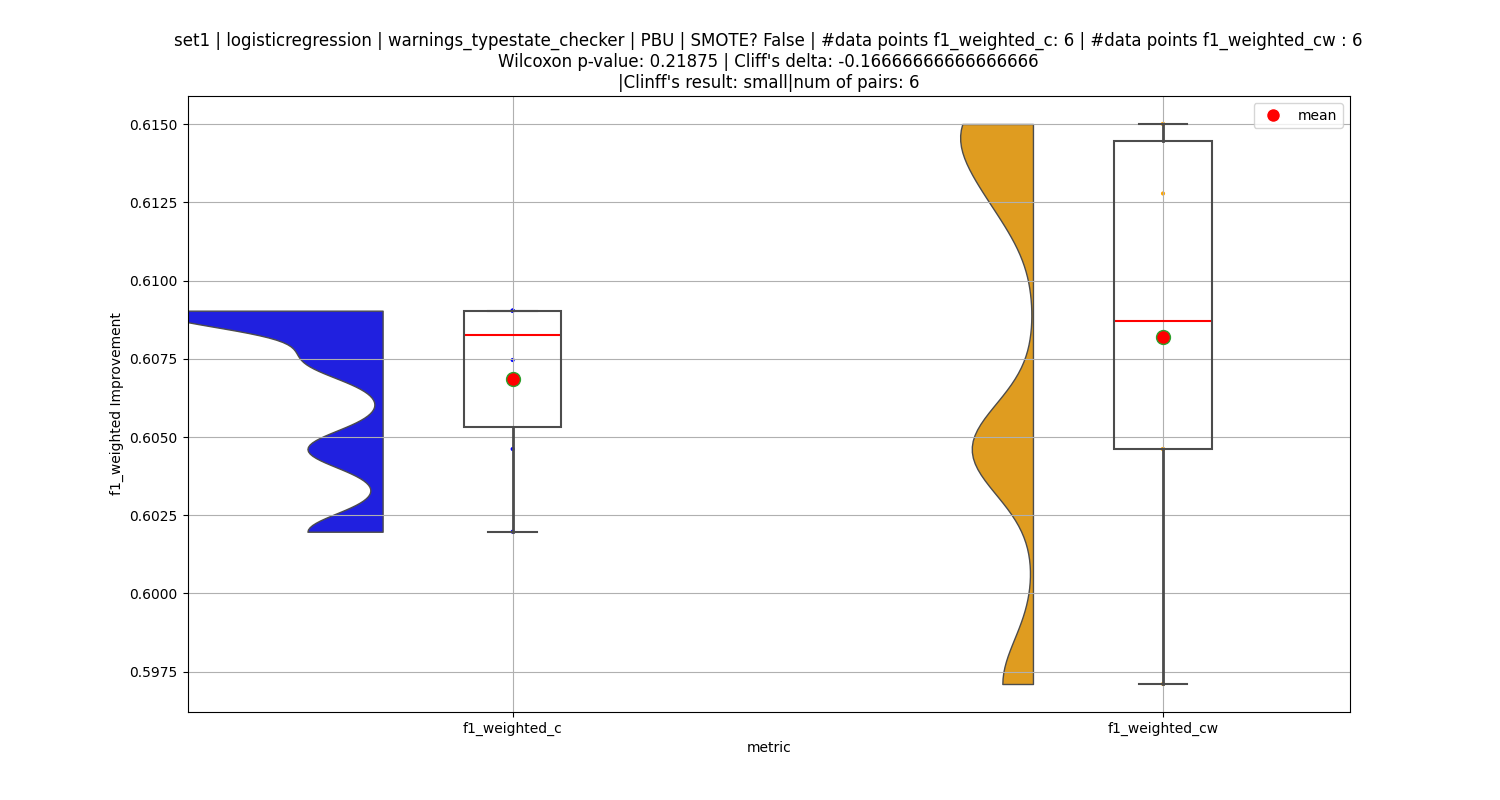 set1 | logisticregression | warnings_typestate_checker | PBU | SMOTE? False | #data points f1_weighted_c: 6 | #data points f1_weighted_cw : 6
Wilcoxon p-value: 0.21875 | Cliff's delta: -0.16666666666666666
|Clinff's result: small|num of pairs: 6
mean
0.6150
0.6125
0.6100
0.6075
0.6050
0.6025
0.6000
0.5975
f1_weighted Improvement
f1_weighted_c
f1_weighted_cw
metric